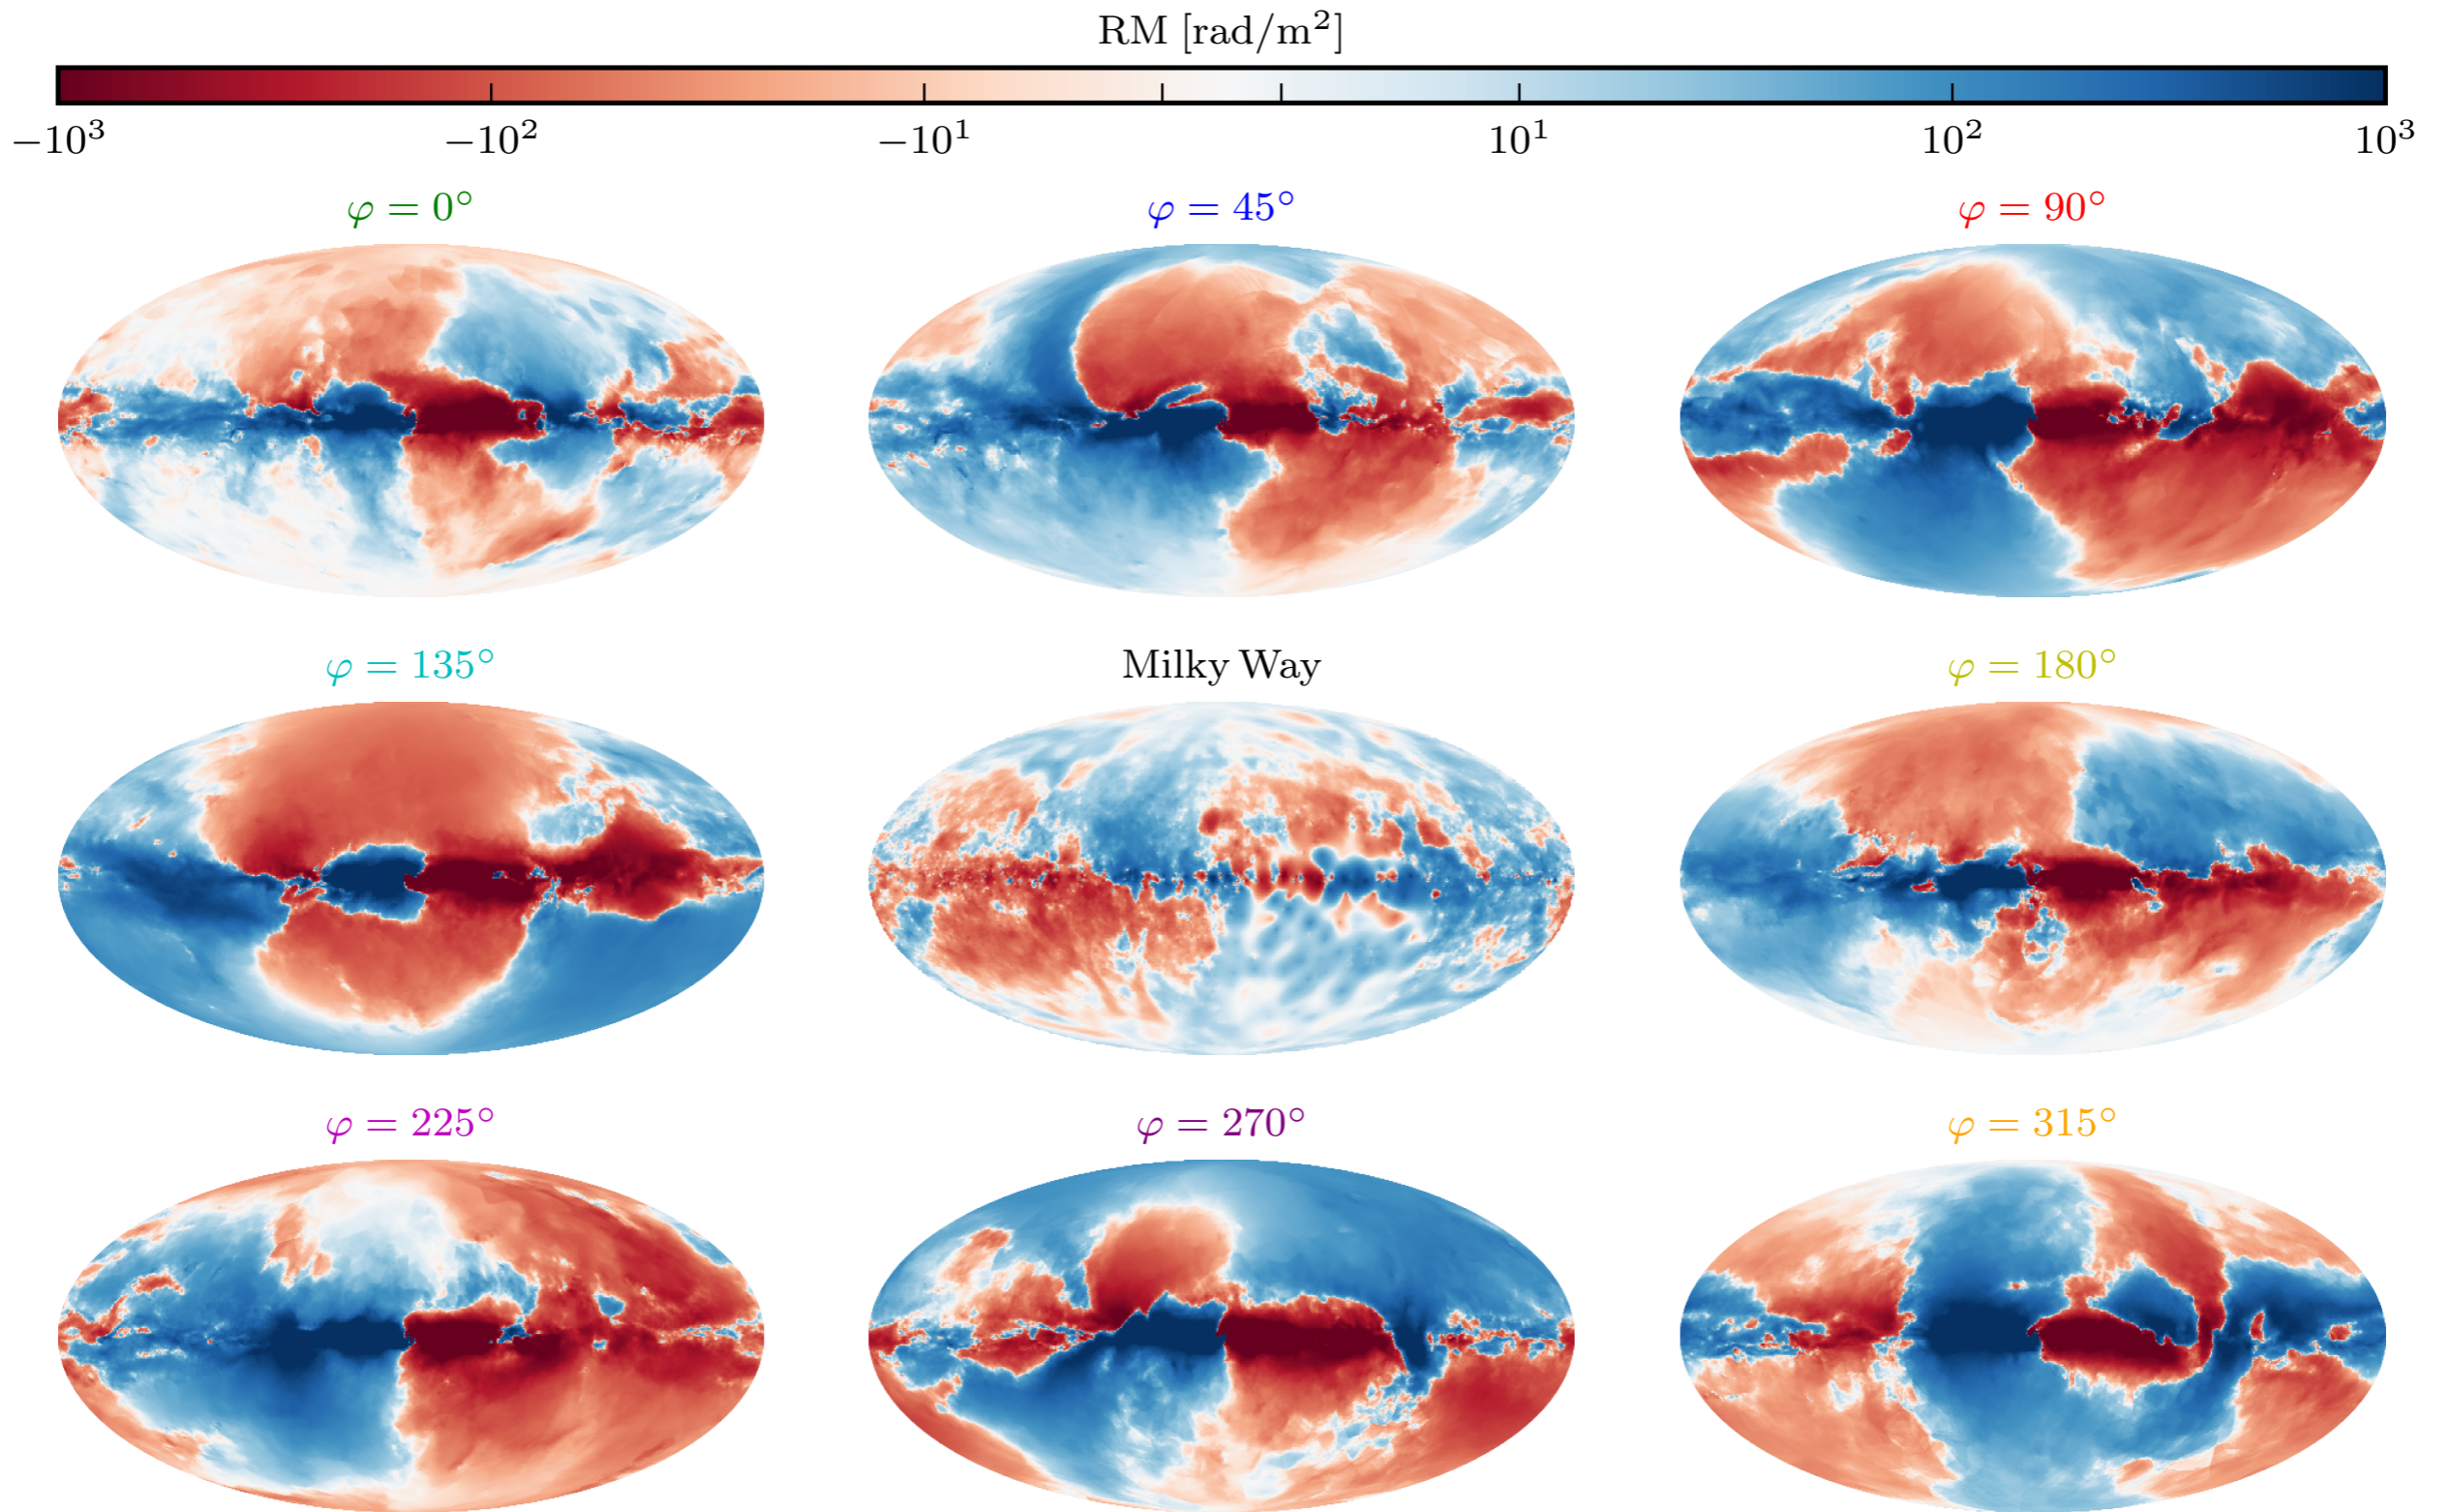 RM [rad/m²]
−10³ −10² −10¹ 10¹ 10² 10³
φ = 0° φ = 45° φ = 90°
φ = 135° Milky Way φ = 180°
φ = 225° φ = 270° φ = 315°